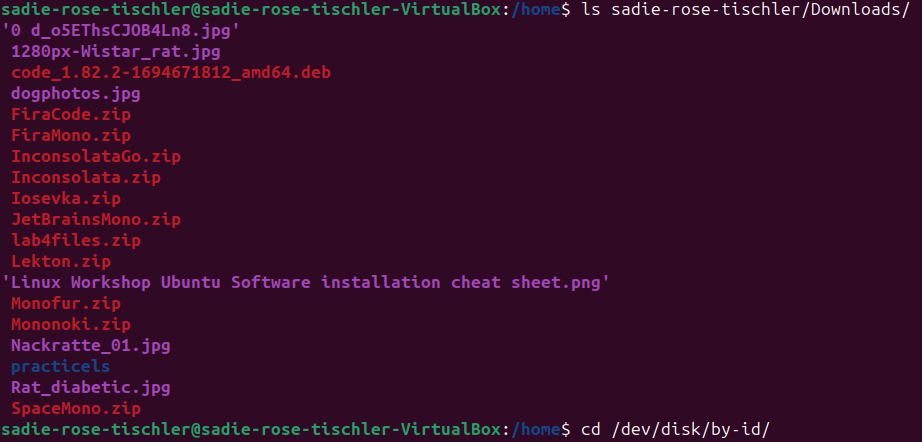 sadie-rose-tischler@sadie-rose-tischler-VirtualBox:/home$ ls sadie-rose-tischler/Downloads/
'0 d_o5EThsCJOB4Ln8.jpg'
1280px-Wistar_rat.jpg
code_1.82.2-1694671812_amd64.deb
dogphotos.jpg
FiraCode.zip
FiraMono.zip
InconsolataGo.zip
Inconsolata.zip
Iosevka.zip
JetBrainsMono.zip
lab4files.zip
Lekton.zip
'Linux Workshop Ubuntu Software installation cheat sheet.png'
Monofur.zip
Mononoki.zip
Nackratte_01.jpg
practicels
Rat_diabetic.jpg
SpaceMono.zip
sadie-rose-tischler@sadie-rose-tischler-VirtualBox:/home$ cd /dev/disk/by-id/